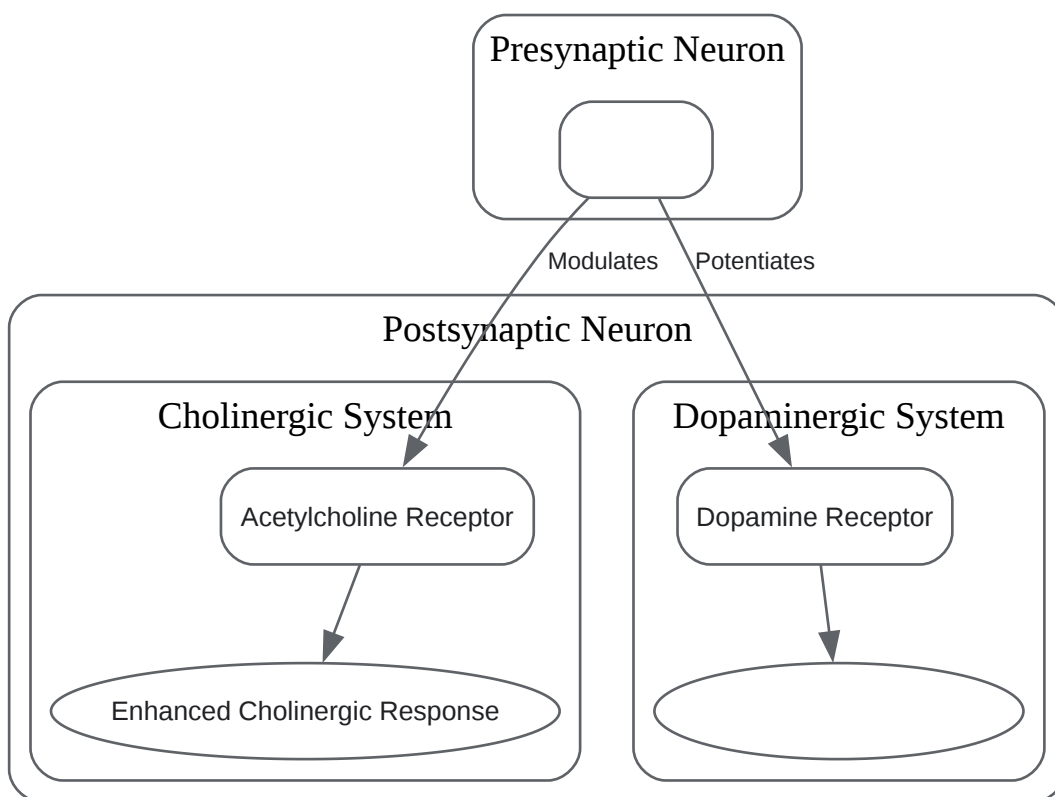 Presynaptic Neuron
Modulates
Potentiates
Postsynaptic Neuron
Cholinergic System
Dopaminergic System
Acetylcholine Receptor
Dopamine Receptor
Enhanced Cholinergic Response